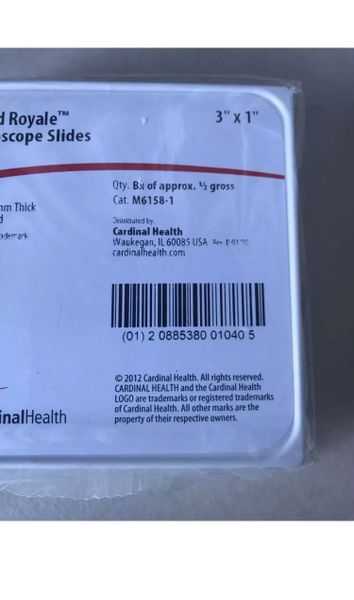 d Royale™
oscope Slides
3" x 1"
mm Thick
d
ademark
Qty. Bx of approx. ½ gross
Cat. M6158-1
Distributed by.
Cardinal Health
Waukegan, IL 60085 USA Rev.
cardinalhealth.com
(01) 2 0885380 01040 5
© 2012 Cardinal Health. All rights reserved.
CARDINAL HEALTH and the Cardinal Health
LOGO are trademarks or registered trademarks
of Cardinal Health. All other marks are the
property of their respective owners.
inalHealth